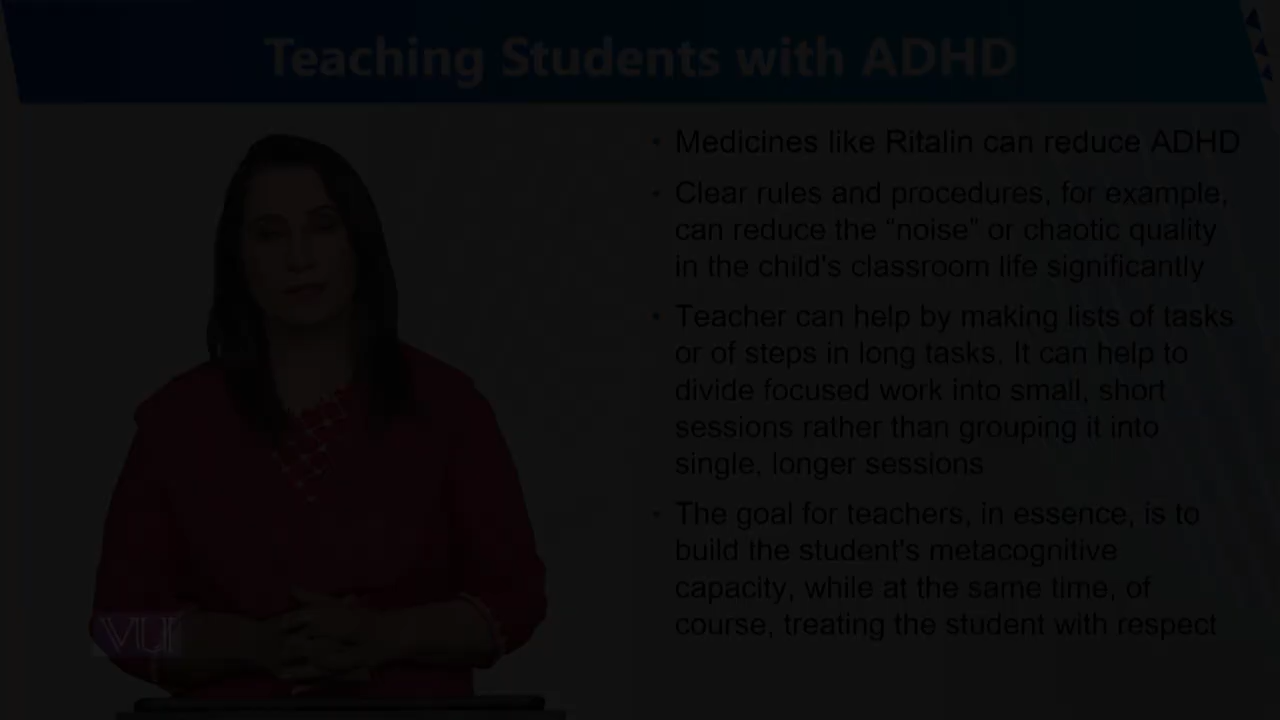 Teaching Students with ADHD
• Medicines like Ritalin can reduce ADHD
• Clear rules and procedures, for example,
can reduce the “noise” or chaotic quality
in the child's classroom life significantly
• Teacher can help by making lists of tasks
or of steps in long tasks. It can help to
divide focused work into small, short
sessions rather than grouping it into
single, longer sessions
• The goal for teachers, in essence, is to
build the student's metacognitive
capacity, while at the same time, of
course, treating the student with respect
VU